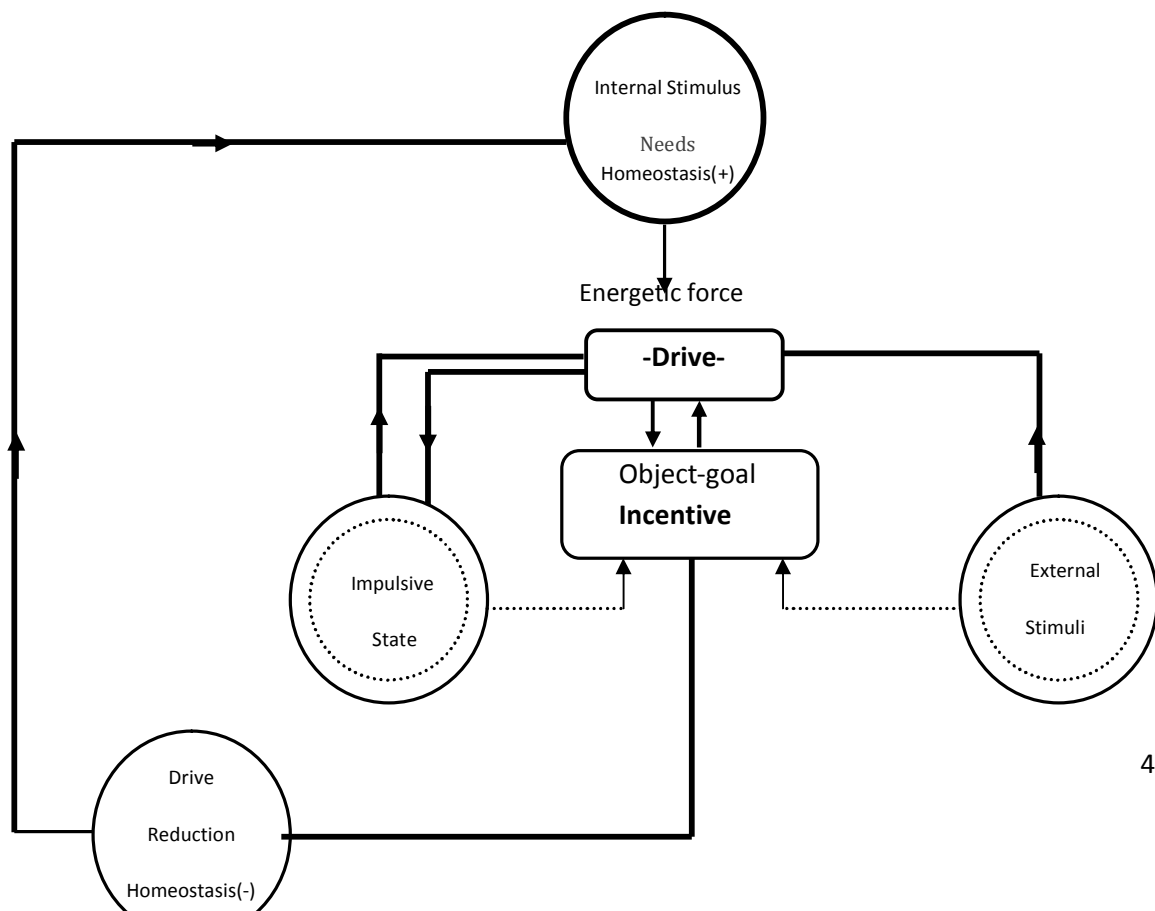 Internal Stimulus
Needs
Homeostasis(+)
Energetic force
-Drive-
Object-goal
Incentive
Impulsive
State
External
Stimuli
4
Drive
Reduction
Homeostasis(-)